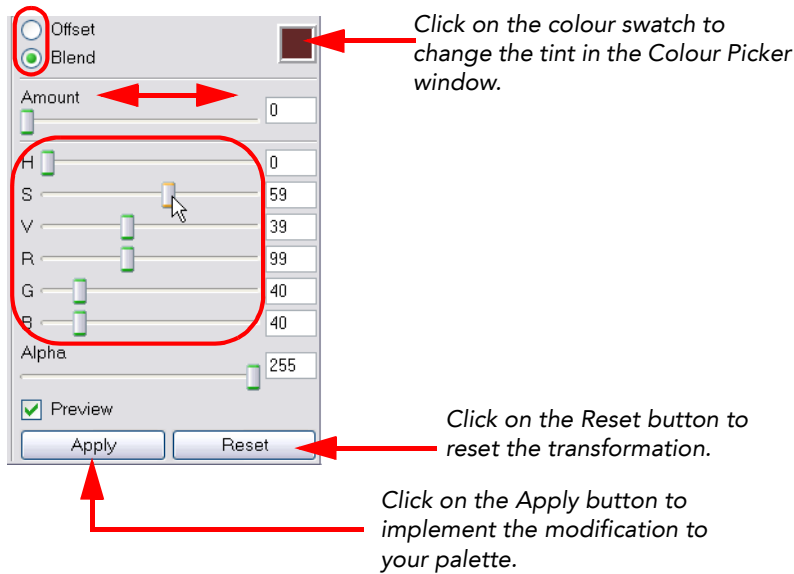 Offset
Blend
Click on the colour swatch to
change the tint in the Colour Picker
window.
Amount
0
H 0
S 59
V 39
R 99
G 40
B 40
Alpha
255
Preview
Apply Reset
Click on the Reset button to
reset the transformation.
Click on the Apply button to
implement the modification to
your palette.